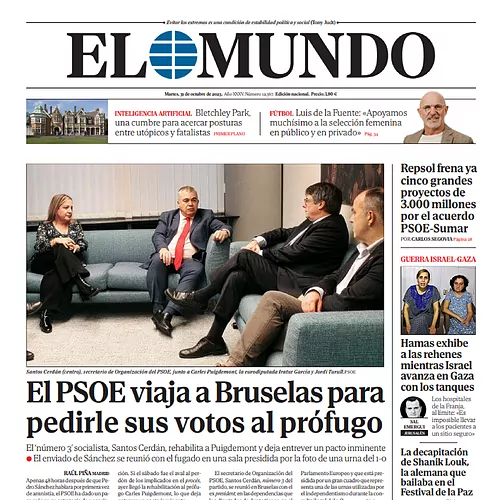 Evitar los extremos es una condición de estabilidad política y social (Tony Judt)
EL MUNDO
Martes, 31 de octubre de 2023. Año XXXV. Número Edición nacional. Precio: 1,80 €
INTELIGENCIA ARTIFICIAL Bletchley Park,
una cumbre para acercar posturas
entre utópicos y fatalistas PRIMER PLANO
FÚTBOL Luis de la Fuente: «Apoyamos
muchísimo a la selección femenina
en público y en privado» Pág. 34
Santos Cerdán (centro), secretario de Organización del PSOE, junto a Carles Puigdemont, la eurodiputada Iratxe García y Jordi Turull. PSOE
El PSOE viaja a Bruselas para
pedirle sus votos al prófugo
El 'número 3' socialista, Santos Cerdán, rehabilita a Puigdemont y deja entrever un pacto inminente
El enviado de Sánchez se reunió con el fugado en una sala presidida por la foto de una urna del 1-O
RAÚL PIÑA MADRID
Apenas 48 horas después de que
Pedro Sánchez hablara por primera vez
de amnistía, el PSOE ha dado un pa-
ción. Si el sábado fue el aval al per-
dón de los implicados en el procés,
ayer llegó la rehabilitación al prófu-
go Carles Puigdemont, lo que deja
El secretario de Organización del
PSOE, Santos Cerdán, número 3 del
partido, se reunió en Bruselas con el
ex president, en las dependencias que
Parlamento Europeo y que está pre-
sidida por un gran cuadro que repre-
senta una de las urnas utilizadas por
el independentismo durante la con-
Repsol frena ya
cinco grandes
proyectos de
3.000 millones
por el acuerdo
PSOE-Sumar
POR CARLOS SEGOVIA Página 28
GUERRA ISRAEL-GAZA
Hamas exhibe
a las rehenes
mientras Israel
avanza en Gaza
con los tanques
SAL
EMERGUI
JERUSALÉN
Los hospitales
de la Franja,
al límite: «Es
imposible llevar
a los pacientes a
un sitio seguro»
La decapitación
de Shanik Louk,
la alemana que
bailaba en el
Festival de la Paz